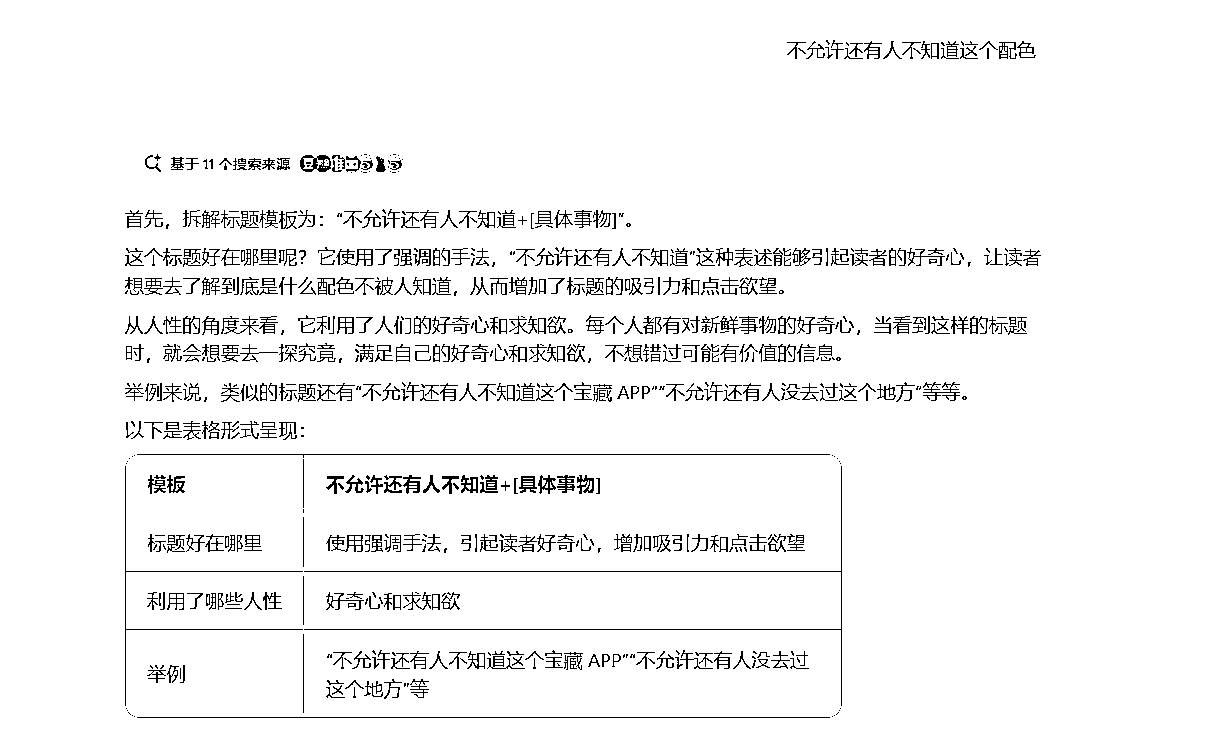 不允许还有人不知道这个配色
基于 11 个搜索来源
首先，拆解标题模板为：“不允许还有人不知道+[具体事物]”。
这个标题好在哪里呢？它使用了强调的手法，“不允许还有人不知道”这种表述能够引起读者的好奇心，让读者
想要去了解到底是什么配色不被人知道，从而增加了标题的吸引力和点击欲望。
从人性的角度来看，它利用了人们的好奇心和求知欲。每个人都有对新鲜事物的好奇心，当看到这样的标题
时，就会想要去一探究竟，满足自己的好奇心和求知欲，不想错过可能有价值的信息。
举例来说，类似的标题还有“不允许还有人不知道这个宝藏 APP”“不允许还有人没去过这个地方”等等。
以下是表格形式呈现：
模板 不允许还有人不知道+[具体事物]
标题好在哪里 使用强调手法，引起读者好奇心，增加吸引力和点击欲望
利用了哪些人性 好奇心和求知欲
举例 “不允许还有人不知道这个宝藏 APP”“不允许还有人没去过
这个地方”等